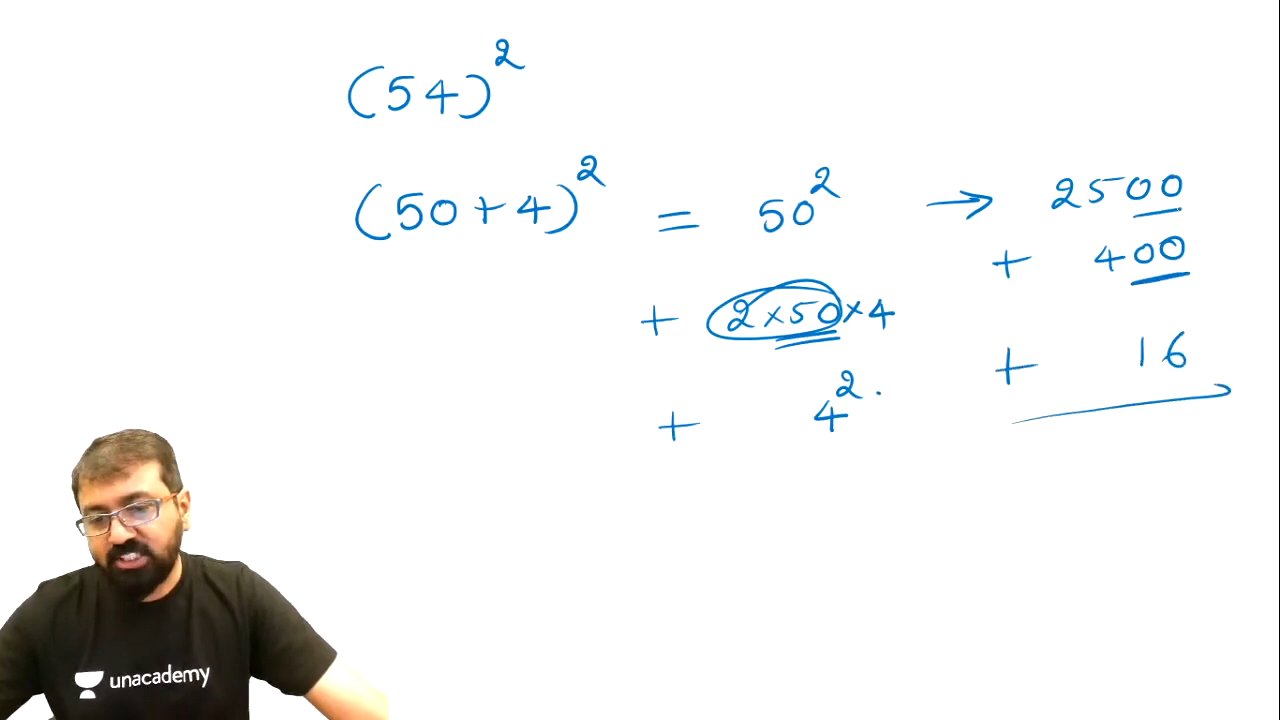 (54)²
(50+4)² = 50² → 2500
+ 400
+ 2×50×4
+ 16
+ 4².
unacademy